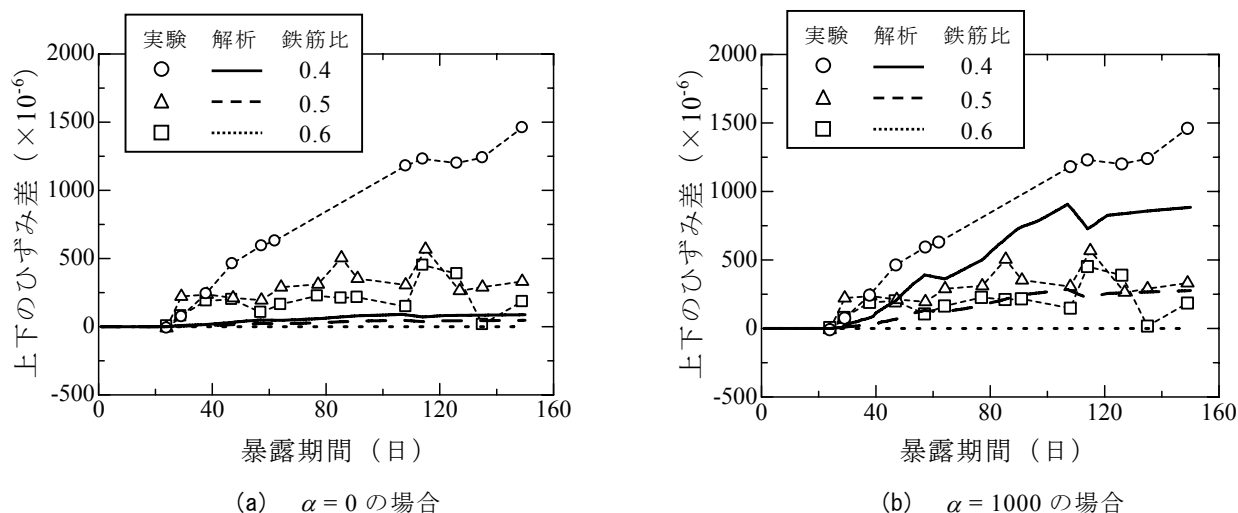 実験 解析 鉄筋比
0.4
0.5
0.6
上下のひずみ差（×10-6）
2000
1500
1000
500
0
-500
0 40 80 120 160
暴露期間（日）
(a) α = 0 の場合
実験 解析 鉄筋比
0.4
0.5
0.6
上下のひずみ差（×10-6）
2000
1500
1000
500
0
-500
0 40 80 120 160
暴露期間（日）
(b) α = 1000 の場合